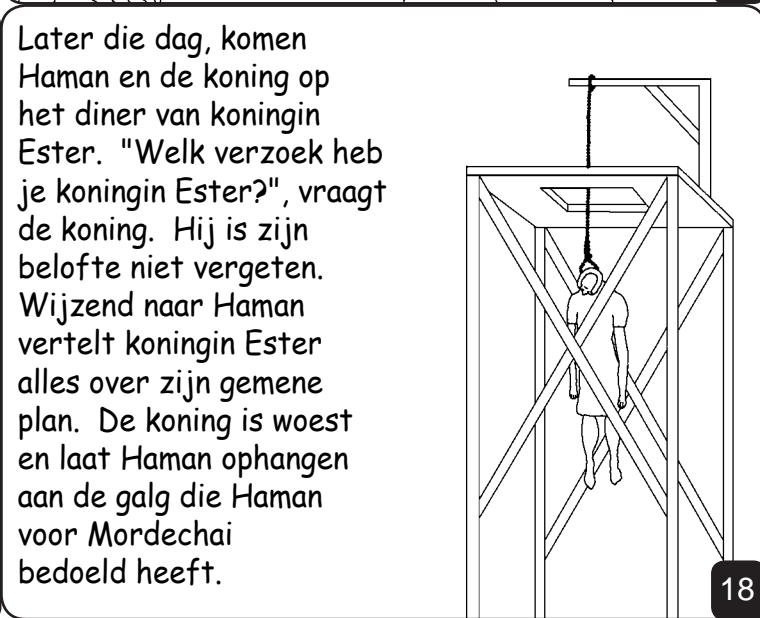 Later die dag, komen
Haman en de koning op
het diner van koningin
Ester.  "Welk verzoek heb
je koningin Ester?", vraagt
de koning.  Hij is zijn
belofte niet vergeten.
Wijzend naar Haman
vertelt koningin Ester
alles over zijn gemene
plan.  De koning is woest
en laat Haman ophangen
aan de galg die Haman
voor Mordechai
bedoeld heeft.
18